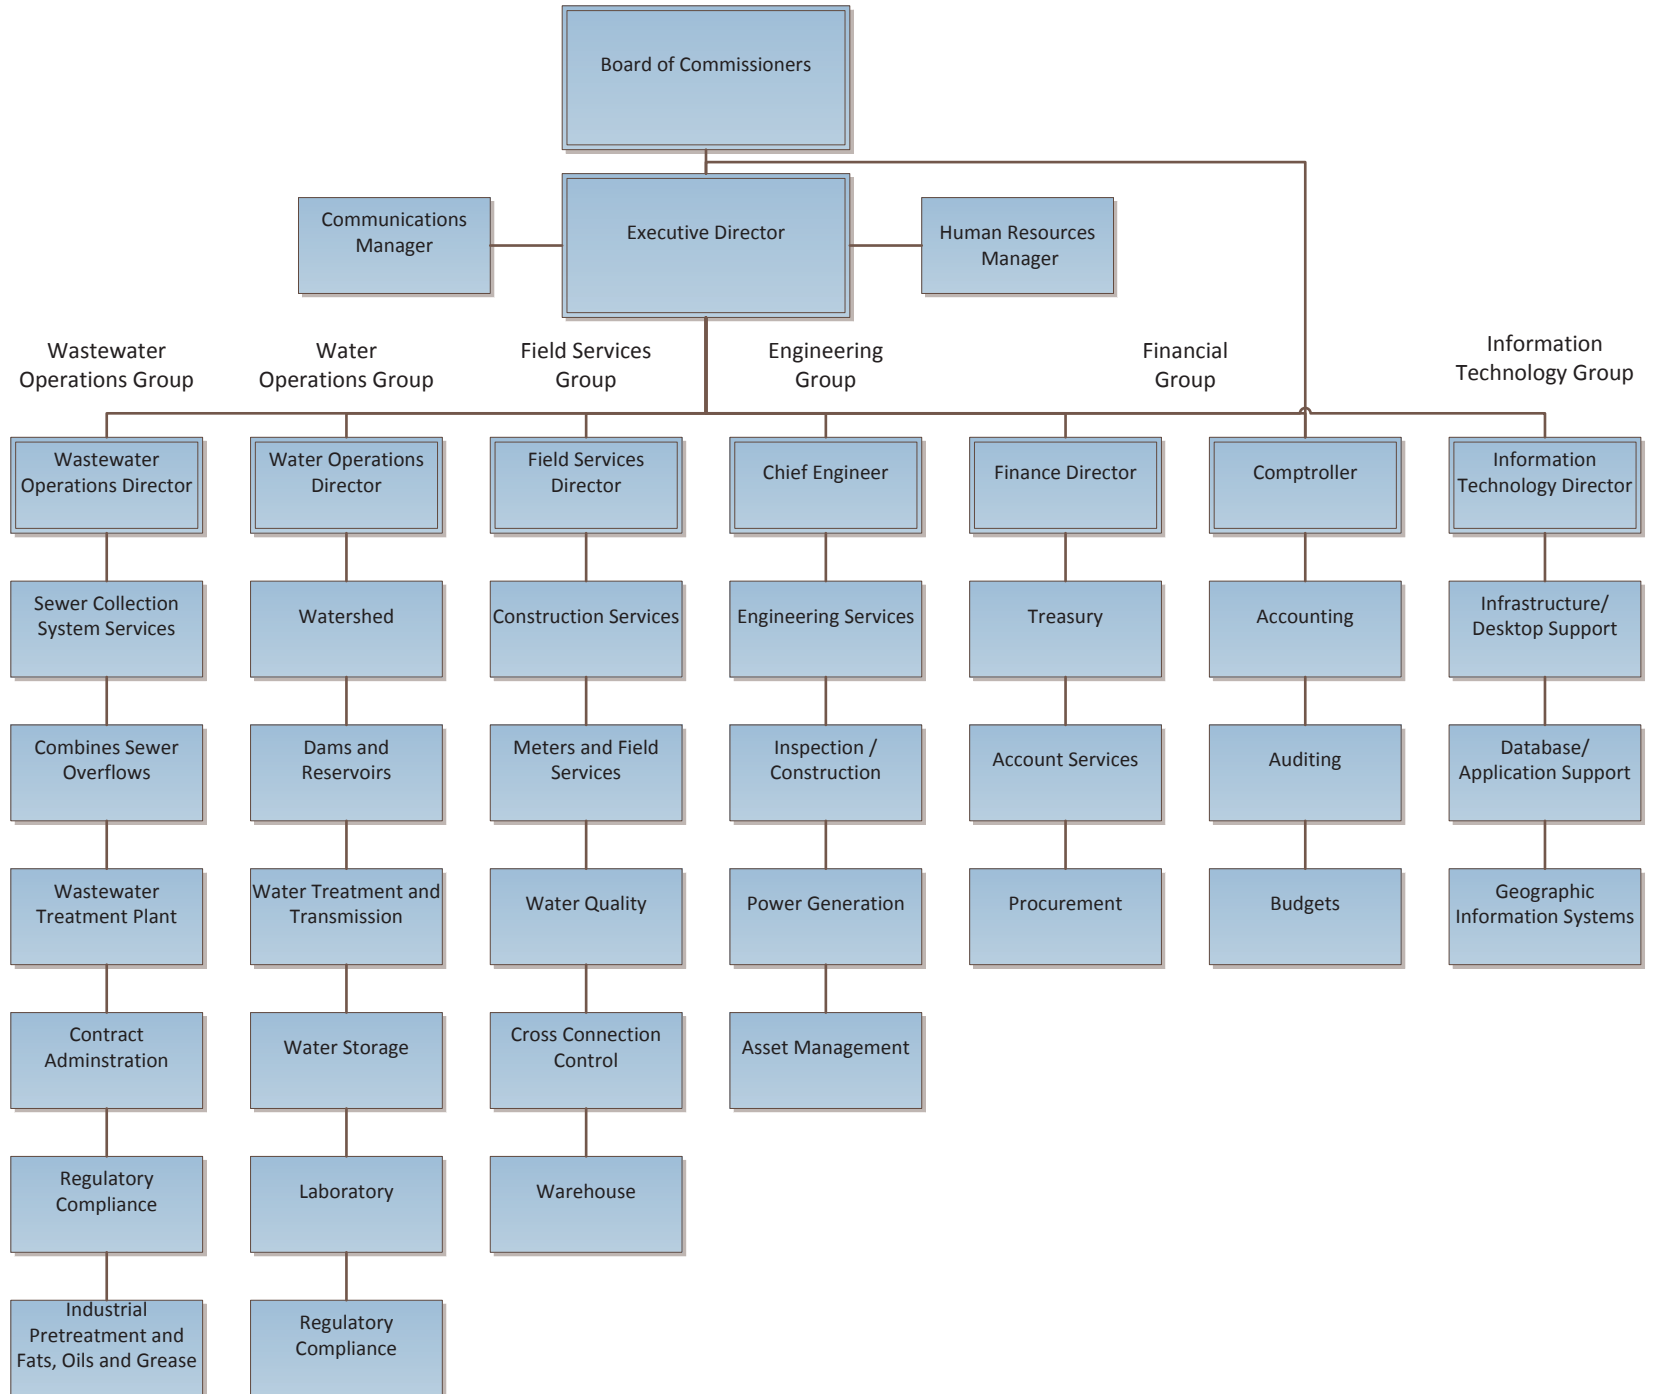 Board of Commissioners
Communications
Manager
Executive Director
Human Resources
Manager
Wastewater
Operations Group
Water
Operations Group
Field Services
Group
Engineering
Group
Financial
Group
Information
Technology Group
Wastewater
Operations Director
Water Operations
Director
Field Services
Director
Chief Engineer
Finance Director
Comptroller
Information
Technology Director
Sewer Collection
System Services
Watershed
Construction Services
Engineering Services
Treasury
Accounting
Infrastructure/
Desktop Support
Combines Sewer
Overflows
Dams and
Reservoirs
Meters and Field
Services
Inspection /
Construction
Account Services
Auditing
Database/
Application Support
Wastewater
Treatment Plant
Water Treatment and
Transmission
Water Quality
Power Generation
Procurement
Budgets
Geographic
Information Systems
Contract
Adminstration
Water Storage
Cross Connection
Control
Asset Management
Regulatory
Compliance
Laboratory
Warehouse
Industrial
Pretreatment and
Fats, Oils and Grease
Regulatory
Compliance